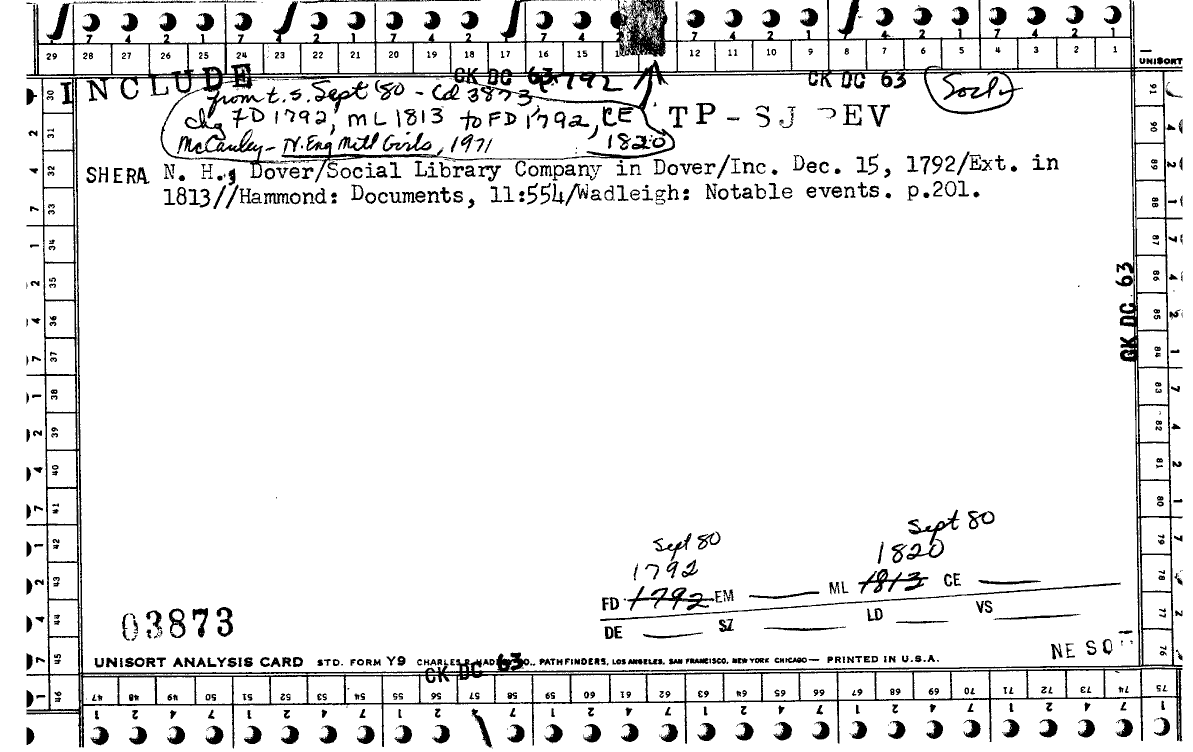 7 4 2 1 7 4 2 1 7 4 2 1 7 4 2 1 7 4 2 1 7 4 2 1
29 28 27 26 25 24 23 22 21 20 19 18 17 16 15 12 11 10 9 8 7 6 5 4 3 2 1
UNISORT
INCLUDE CK DC 63 1792 CK DC 63 Socl
from t.s. Sept '80 - Cd 3873,
chg FD 1792, ML 1813 to FD 1792, CE 1820
McCauley - N. Eng Mill Girls, 1971
TP - SJ DEV
SHERA N. H., Dover/Social Library Company in Dover/Inc. Dec. 15, 1792/Ext. in
1813//Hammond: Documents, 11:554/Wadleigh: Notable events. p.201.
30 31 32 33 34 35 36 37 38 39 40 41 42 43 44 45 46
2 4 7 1 2 4 7 1 2 4 7 1 2 4 7 1
91 90 89 88 87 86 85 84 83 82 81 80 79 78 77 76
CK DC 63
Sept 80 Sept 80
1792 1820
FD 1792 EM ML 1813 CE
DE SZ LD VS
03873
NE SO
UNISORT ANALYSIS CARD STD. FORM Y9 CHARLES R. HADLEY CO., PATHFINDERS, LOS ANGELES, SAN FRANCISCO, NEW YORK CHICAGO — PRINTED IN U.S.A.
CK DC 63
47 48 49 50 51 52 53 54 55 56 57 58 59 60 61 62 63 64 65 66 67 68 69 70 71 72 73 74 75
1 2 4 7 1 2 4 7 1 2 4 7 1 2 4 7 1 2 4 7 1 2 4 7 1 2 4 7 1